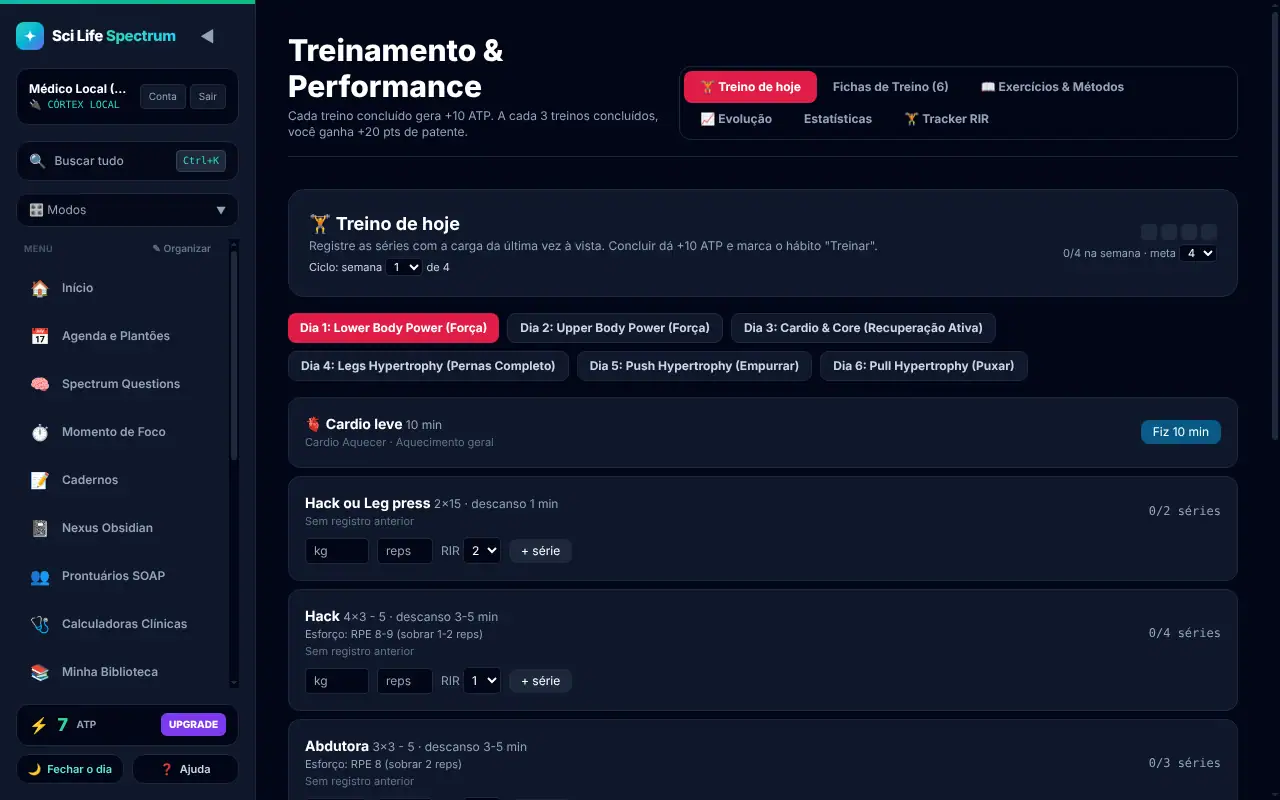 Sci Life Spectrum
Médico Local (...
CÓRTEX LOCAL
Conta
Sair
Buscar tudo
Ctrl+K
Modos
MENU
Organizar
Início
Agenda e Plantões
Spectrum Questions
Momento de Foco
Cadernos
Nexus Obsidian
Prontuários SOAP
Calculadoras Clínicas
Minha Biblioteca
7 ATP
UPGRADE
Fechar o dia
Ajuda
Treinamento &
Performance
Cada treino concluído gera +10 ATP. A cada 3 treinos concluídos,
você ganha +20 pts de patente.
Treino de hoje
Fichas de Treino (6)
Exercícios & Métodos
Evolução
Estatísticas
Tracker RIR
Treino de hoje
Registre as séries com a carga da última vez à vista. Concluir dá +10 ATP e marca o hábito "Treinar".
Ciclo: semana 1 de 4
0/4 na semana · meta 4
Dia 1: Lower Body Power (Força)
Dia 2: Upper Body Power (Força)
Dia 3: Cardio & Core (Recuperação Ativa)
Dia 4: Legs Hypertrophy (Pernas Completo)
Dia 5: Push Hypertrophy (Empurrar)
Dia 6: Pull Hypertrophy (Puxar)
Cardio leve 10 min
Cardio Aquecer · Aquecimento geral
Fiz 10 min
Hack ou Leg press 2×15 · descanso 1 min
Sem registro anterior
0/2 séries
kg
reps
RIR 2
+ série
Hack 4×3 - 5 · descanso 3-5 min
Esforço: RPE 8-9 (sobrar 1-2 reps)
Sem registro anterior
0/4 séries
kg
reps
RIR 1
+ série
Abdutora 3×3 - 5 · descanso 3-5 min
Esforço: RPE 8 (sobrar 2 reps)
Sem registro anterior
0/3 séries